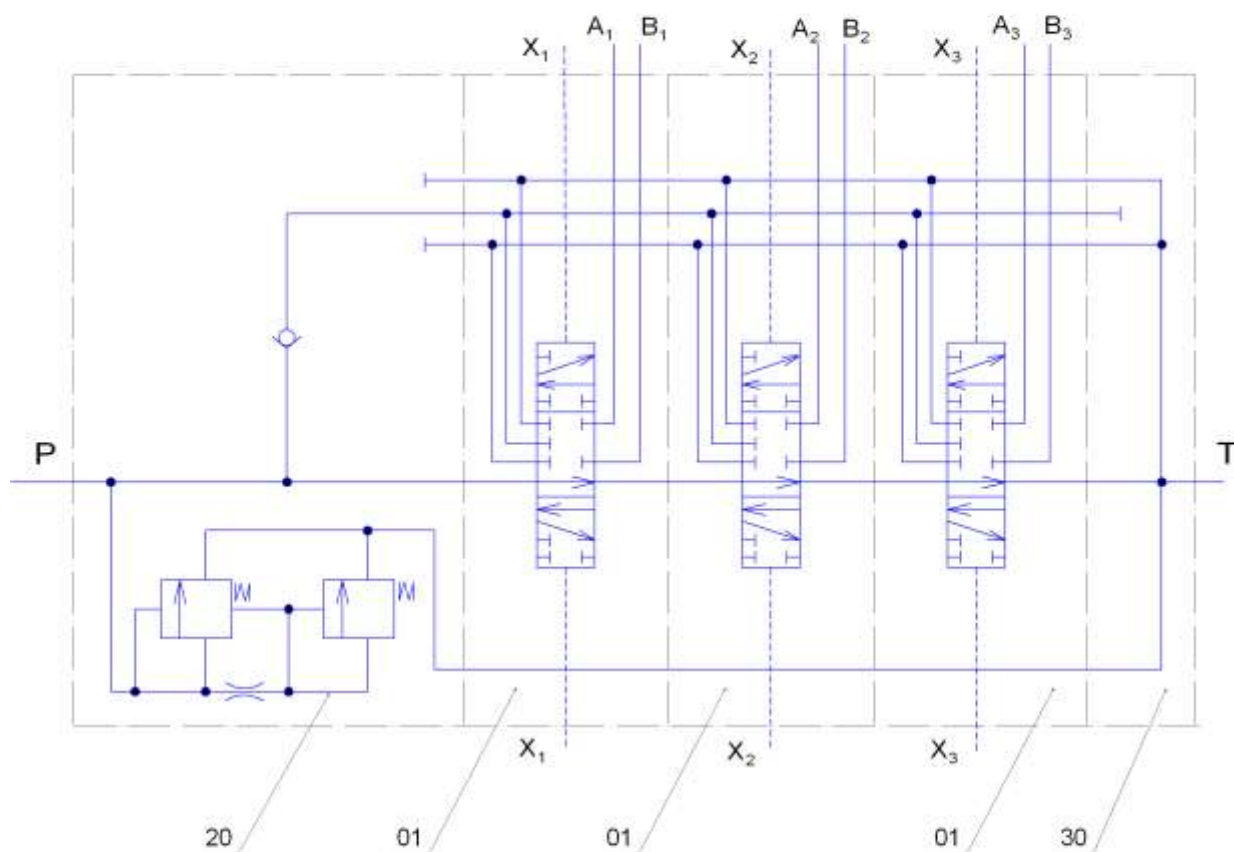 X₁ A₁ B₁ X₂ A₂ B₂ X₃ A₃ B₃
P T
X₁ X₂ X₃
20 01 01 01 30